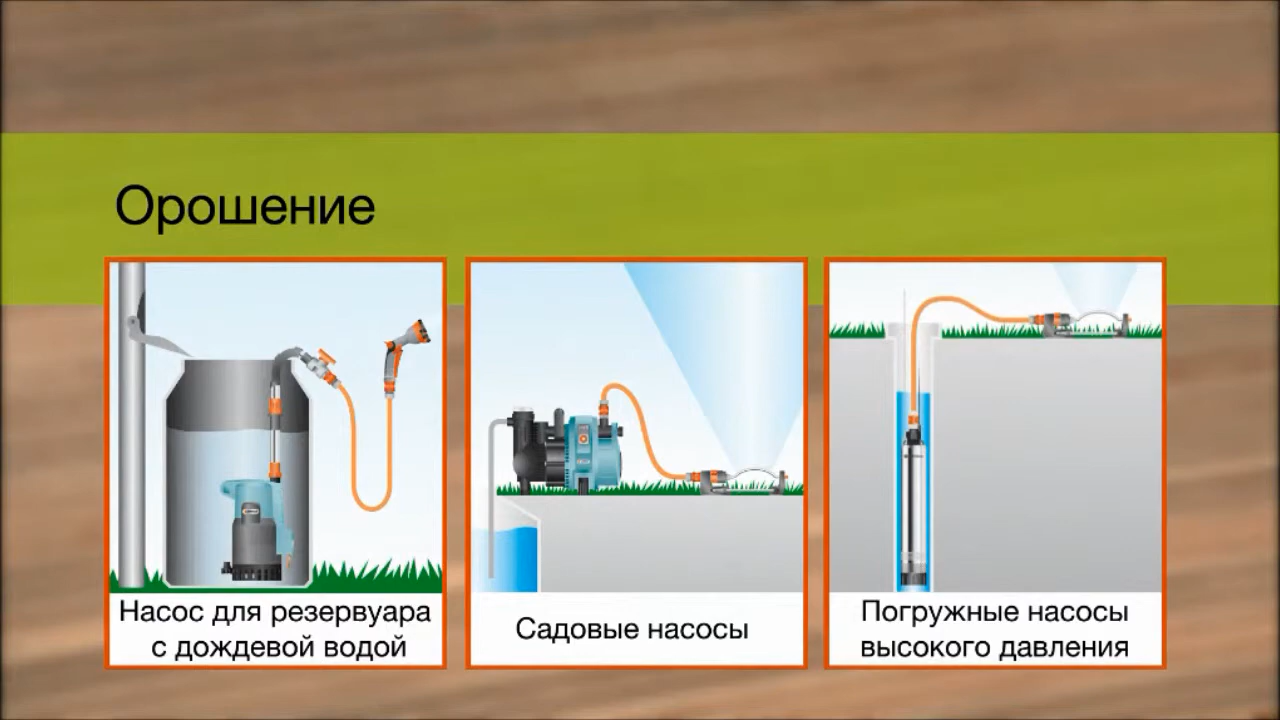 Орошение
Насос для резервуара
с дождевой водой
Садовые насосы
Погружные насосы
высокого давления